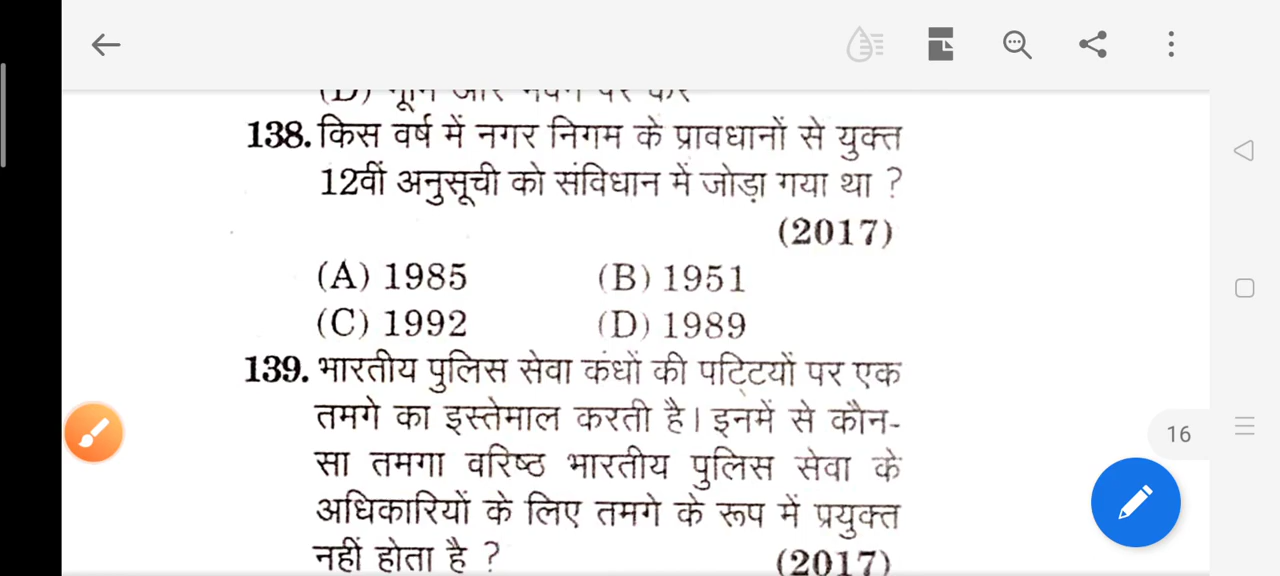 138. किस वर्ष में नगर निगम के प्रावधानों से युक्त
12वीं अनुसूची को संविधान में जोड़ा गया था ?
(2017)
(A) 1985 (B) 1951
(C) 1992 (D) 1989
139. भारतीय पुलिस सेवा कंधों की पट्टियों पर एक
तमगे का इस्तेमाल करती है। इनमें से कौन-
सा तमगा वरिष्ठ भारतीय पुलिस सेवा के
अधिकारियों के लिए तमगे के रूप में प्रयुक्त
नहीं होता है ?
(2017)
16